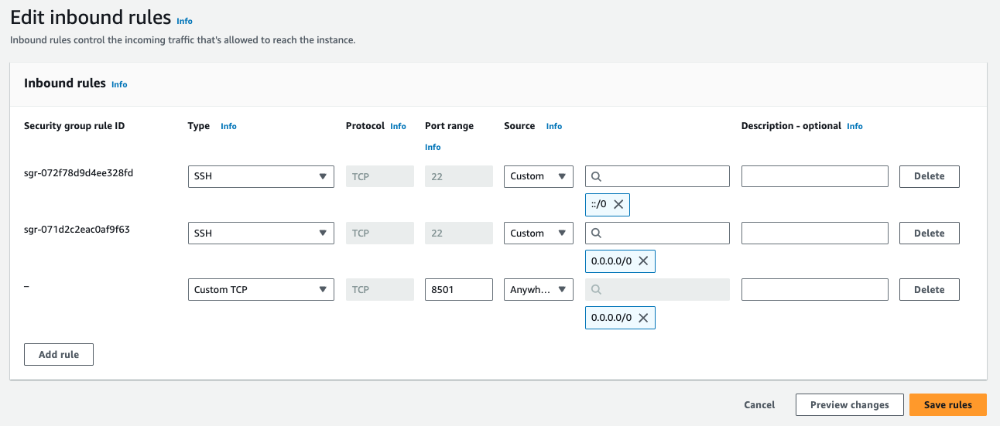 Edit inbound rules Info
Inbound rules control the incoming traffic that's allowed to reach the instance.
Inbound rules Info
Security group rule ID Type Info Protocol Info Port range Info Source Info Description - optional Info
sgr-072f78d9d4ee328fd SSH TCP 22 Custom Delete
::/0
sgr-071d2c2eac0af9f63 SSH TCP 22 Custom Delete
0.0.0.0/0
– Custom TCP TCP 8501 Anywh... Delete
0.0.0.0/0
Add rule
Cancel Preview changes Save rules